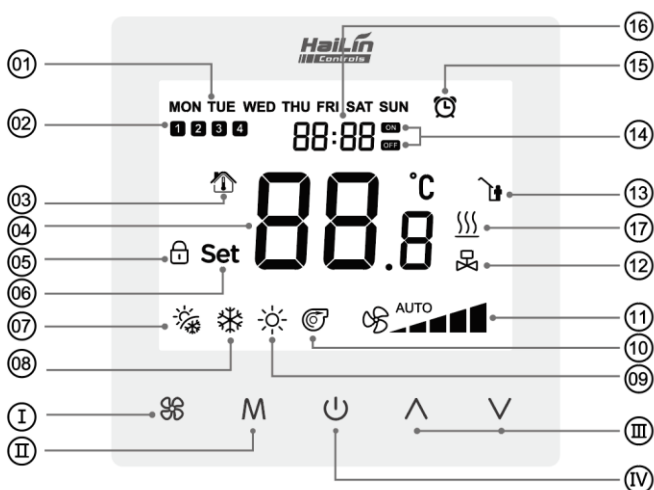 16
HaiLin
Controls
01
15
MON TUE WED THU FRI SAT SUN
02
1 2 3 4
88:88
ON
OFF
14
03
°C
13
04
88.8
17
05
Set
12
06
AUTO
11
07
10
08
09
I
M
III
II
IV